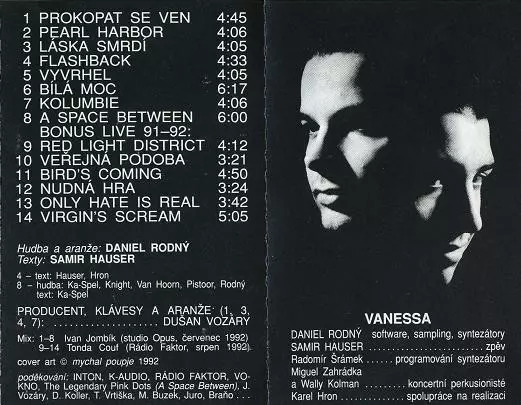 1 PROKOPAT SE VEN 4:45
2 PEARL HARBOR 4:06
3 LÁSKA SMRDÍ 4:05
4 FLASHBACK 4:33
5 VYVRHEL 4:05
6 BÍLÁ MOC 6:17
7 KOLUMBIE 4:06
8 A SPACE BETWEEN 6:00
BONUS LIVE 91–92:
9 RED LIGHT DISTRICT 4:12
10 VEŘEJNÁ PODOBA 3:21
11 BIRD'S COMING 4:50
12 NUDNÁ HRA 3:24
13 ONLY HATE IS REAL 3:42
14 VIRGIN'S SCREAM 5:05
Hudba a aranže: DANIEL RODNÝ
Texty: SAMIR HAUSER
4 – text: Hauser, Hron
8 – hudba: Ka-Spel, Knight, Van Hoorn, Pistoor, Rodný
text: Ka-Spel
PRODUCENT, KLÁVESY A ARANŽE (1, 3,
4, 7): . . . . . . . . . . . . . . . . . . . . DUŠAN VOZÁRY
Mix: 1–8 Ivan Jombík (studio Opus, červenec 1992)
9–14 Tonda Couf (Rádio Faktor, srpen 1992).
cover art © mychal poupje 1992
poděkování: INTON, K-AUDIO, RÁDIO FAKTOR, VO-
KNO, The Legendary Pink Dots (A Space Between), J.
Vozáry, D. Koller, T. Vrtiška, M. Buzek, Juro, Braňo . . .
VANESSA
DANIEL RODNÝ software, sampling, syntezátory
SAMIR HAUSER . . . . . . . . . . . . . . . . . . . . . zpěv
Radomír Šrámek . . . . . programování syntezátoru
Miguel Zahrádka
a Wally Kolman . . . . . . . . . koncertní perkusionisté
Karel Hron . . . . . . . . . . . . spolupráce na realizaci